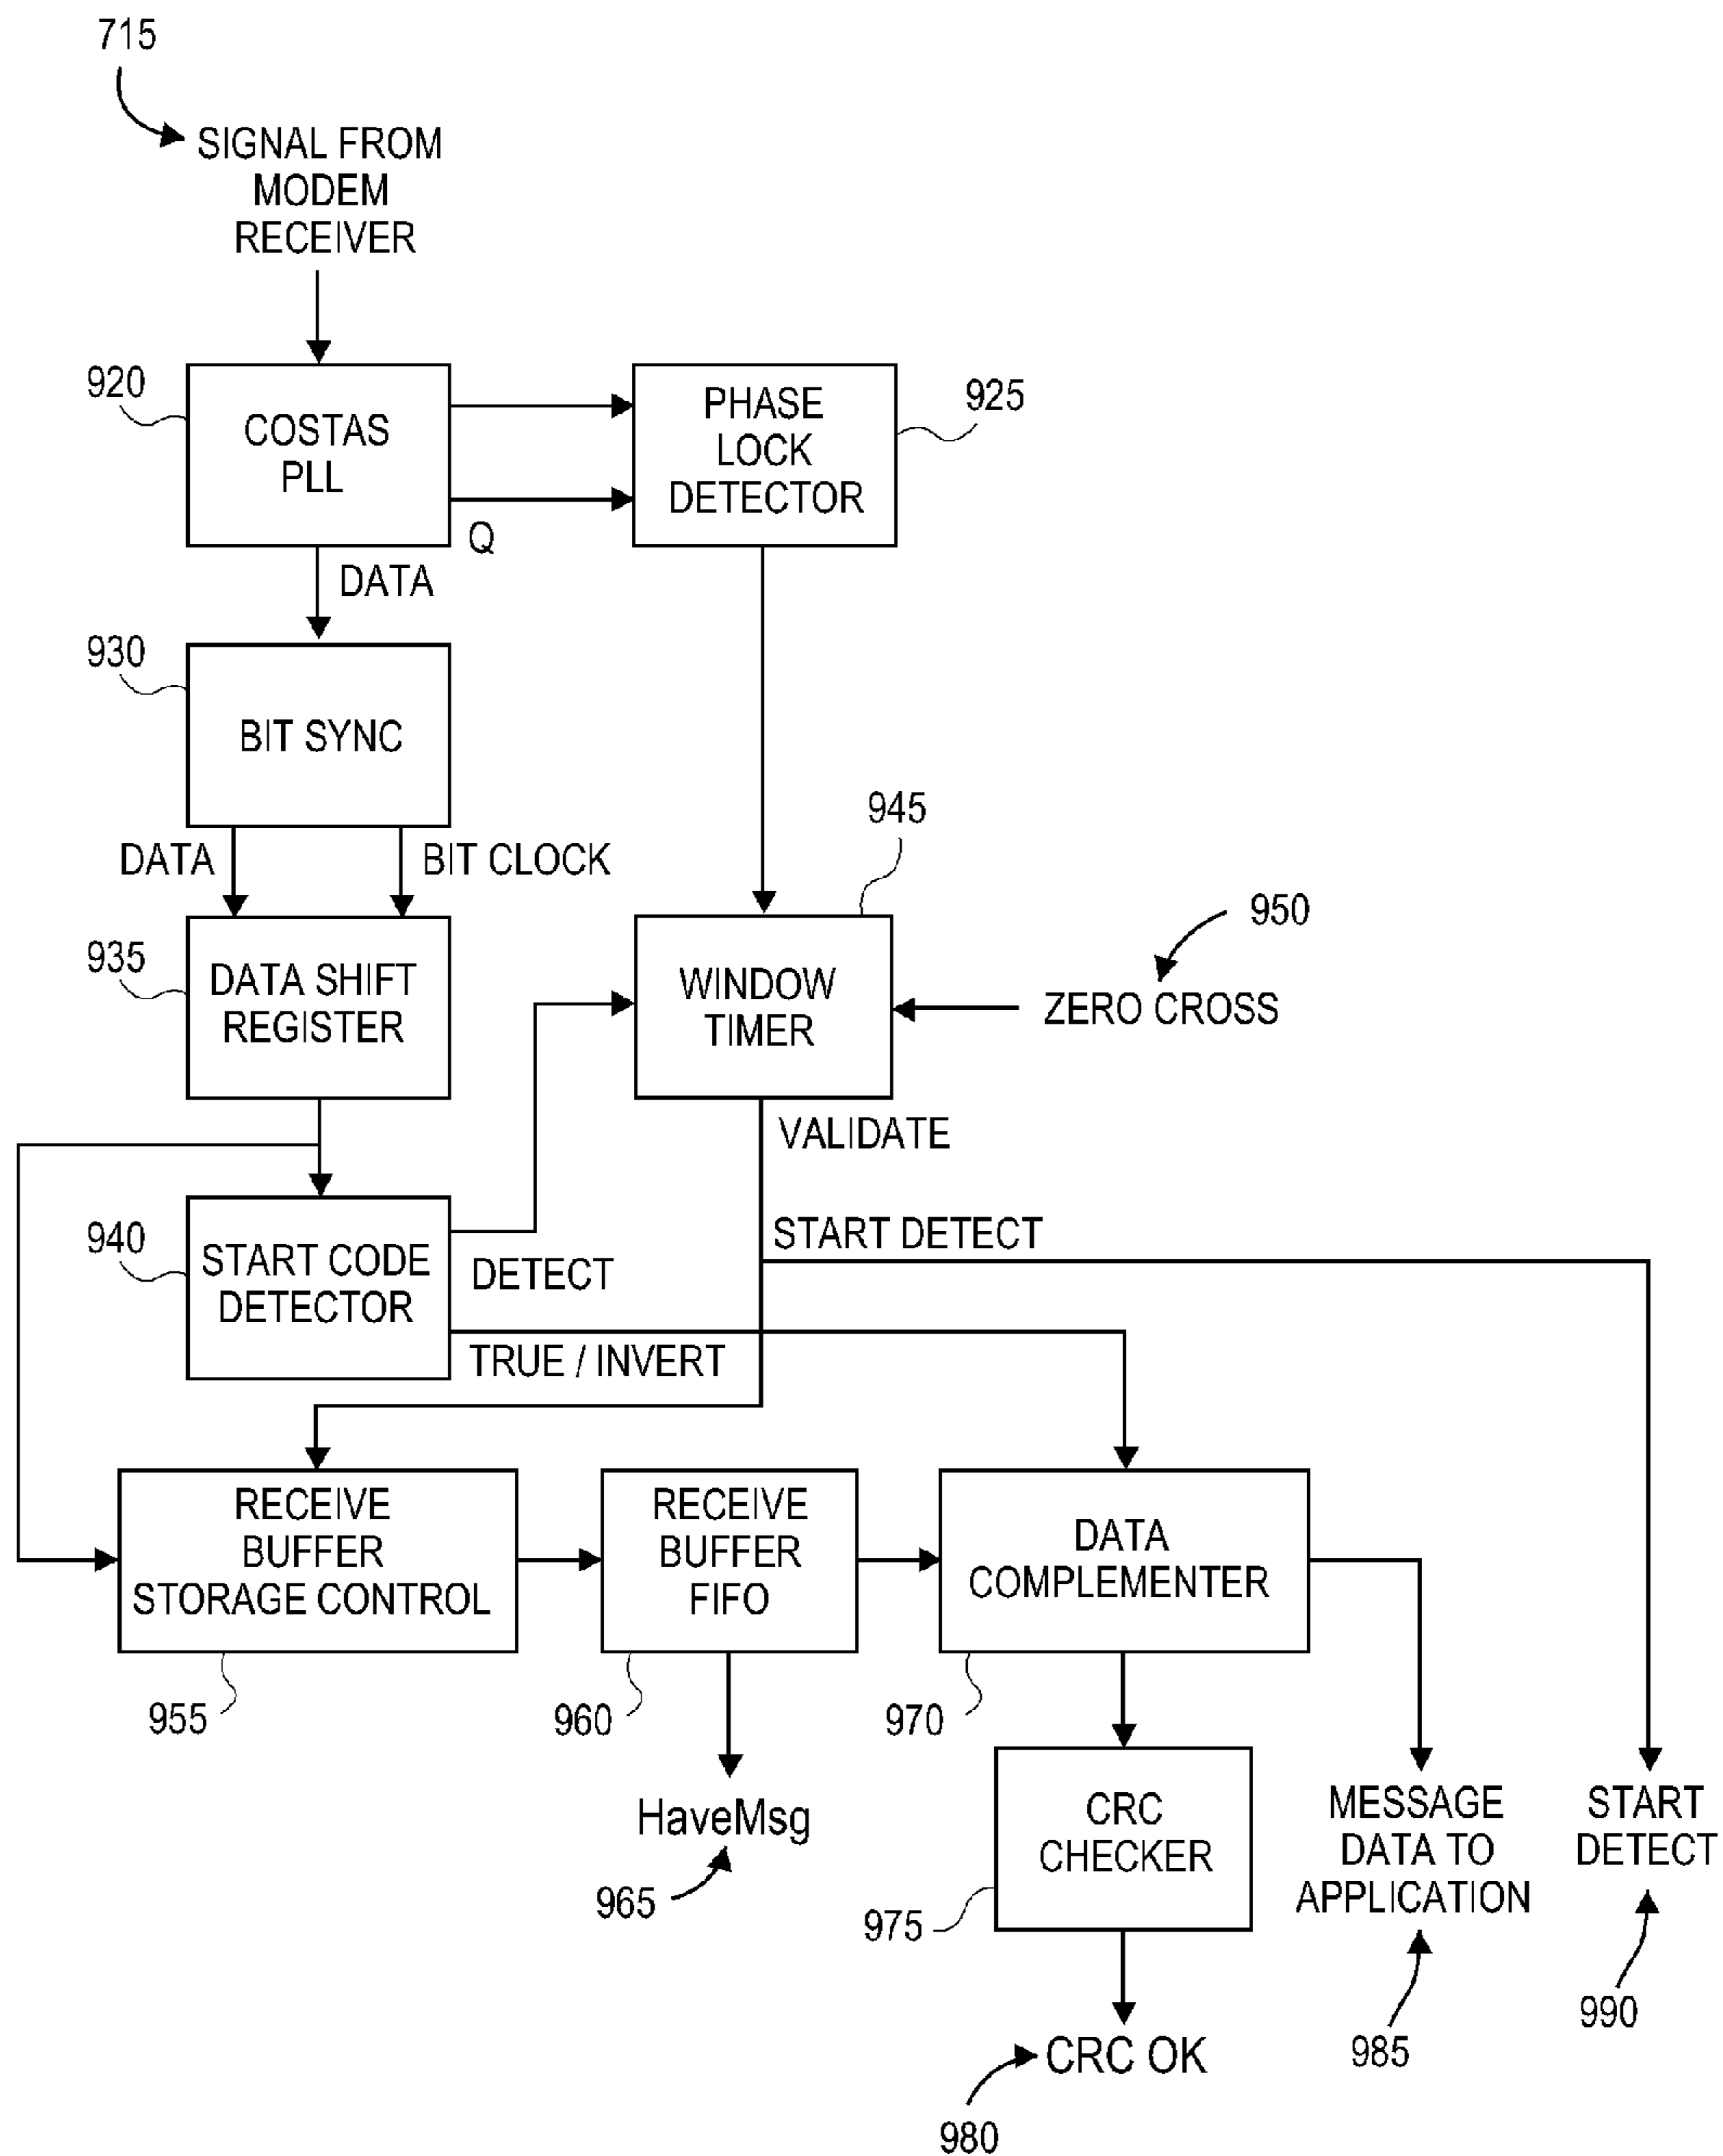 715
SIGNAL FROM
MODEM
RECEIVER
920
COSTAS
PLL
PHASE
LOCK
DETECTOR
925
Q
DATA
930
BIT SYNC
DATA
BIT CLOCK
945
950
935
DATA SHIFT
REGISTER
WINDOW
TIMER
ZERO CROSS
VALIDATE
940
START CODE
DETECTOR
DETECT
START DETECT
TRUE / INVERT
RECEIVE
BUFFER
STORAGE CONTROL
RECEIVE
BUFFER
FIFO
DATA
COMPLEMENTER
955
960
970
HaveMsg
965
CRC
CHECKER
975
MESSAGE
DATA TO
APPLICATION
START
DETECT
985
990
CRC OK
980